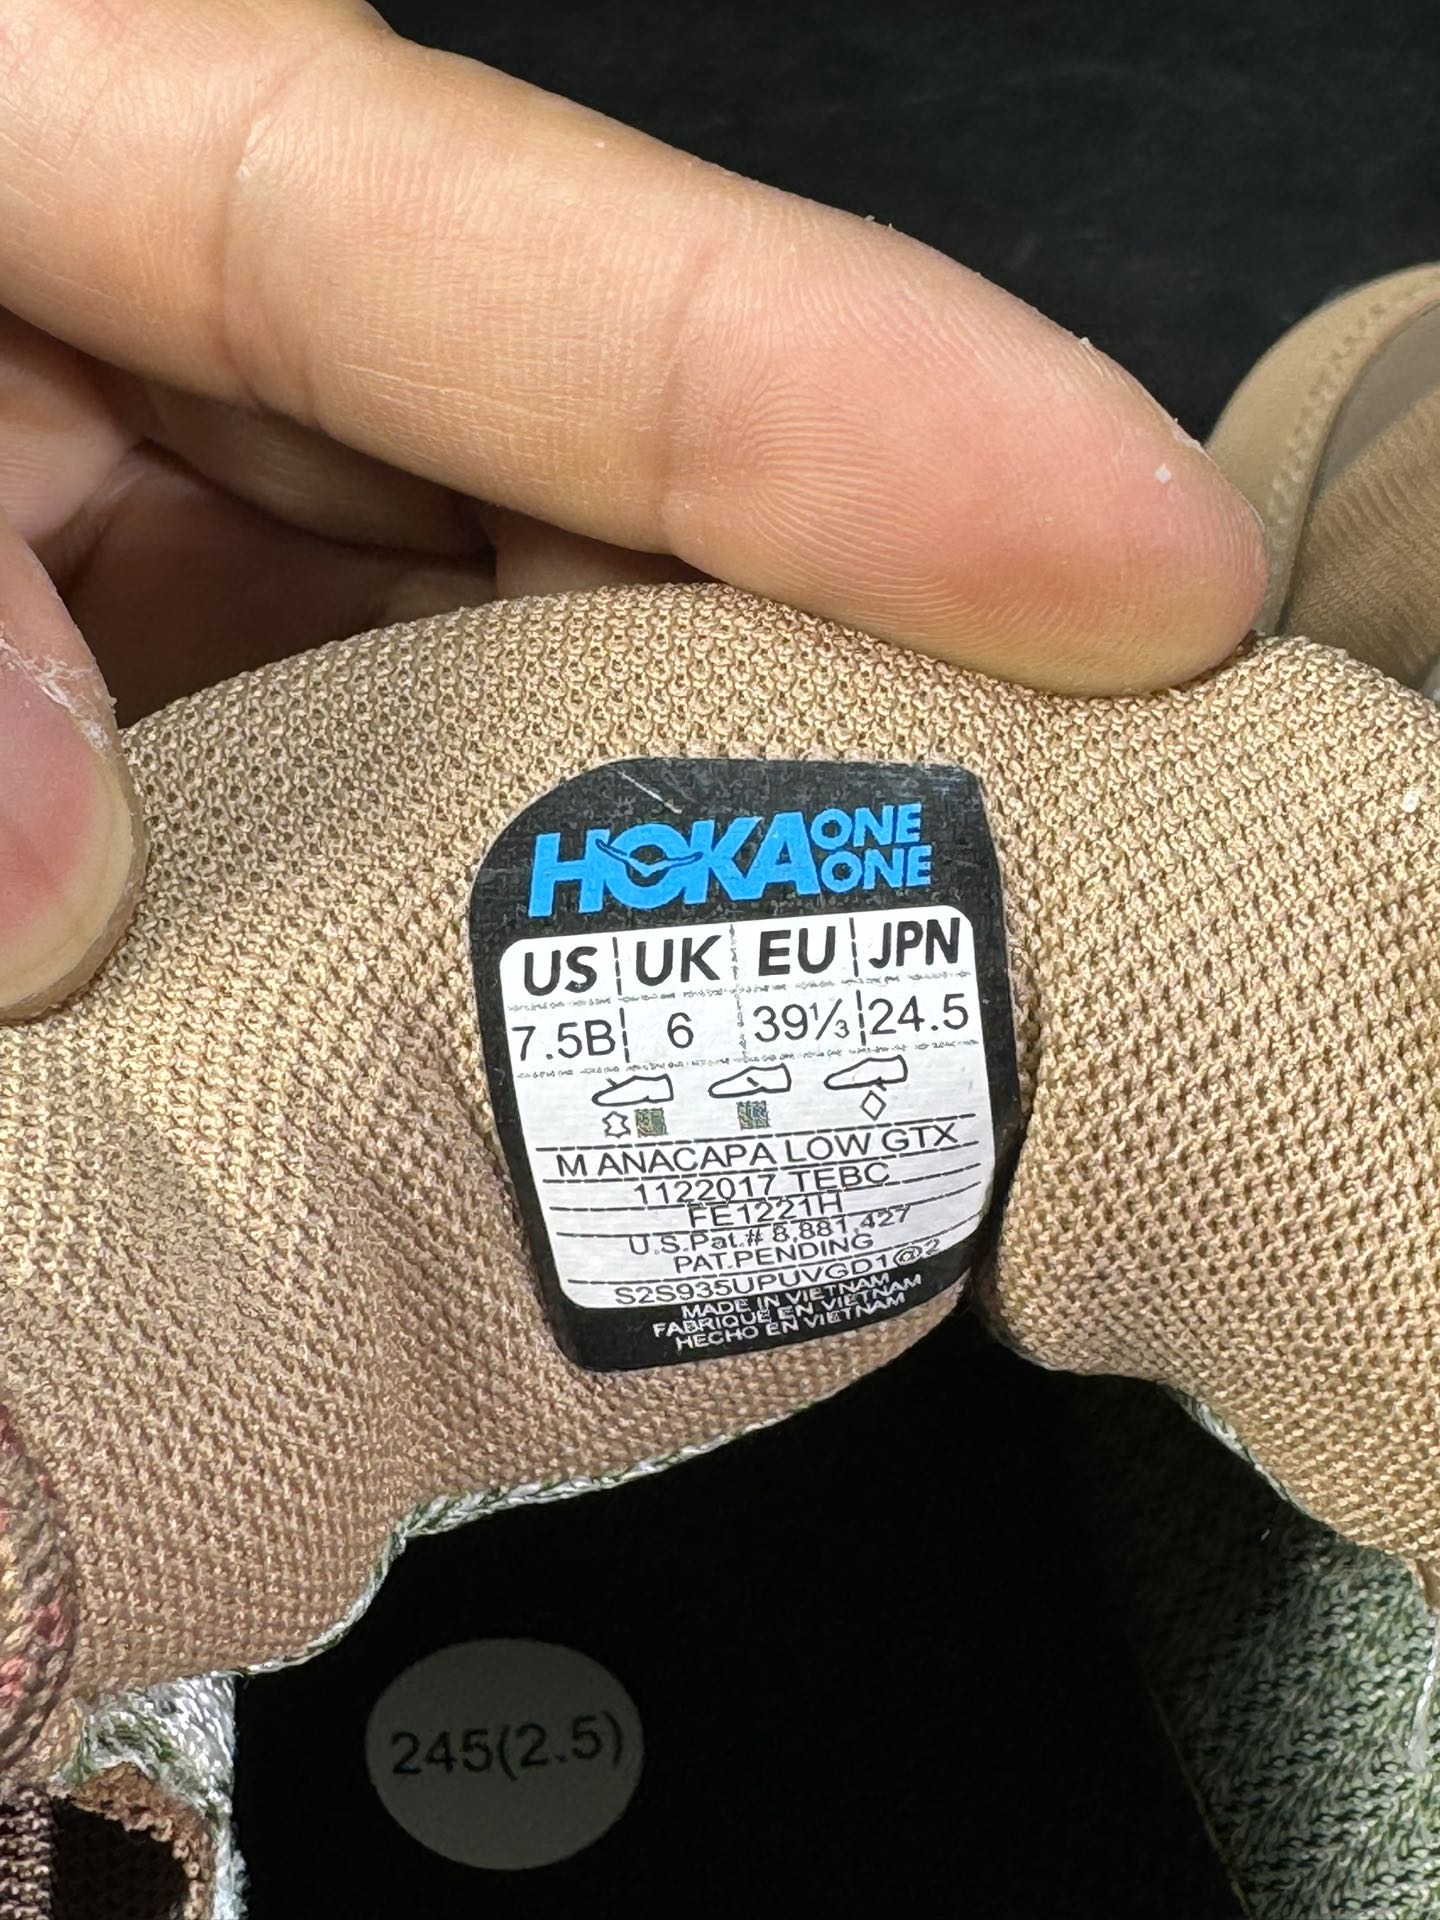 HOKA ONE ONE
US UK EU JPN
7.5B 6 39⅓ 24.5
M ANACAPA LOW GTX
1122017 TEBC
FE1221H
U.S.Pat.# 8,881,427
PAT.PENDING
S2S935UPUVGD1@2
MADE IN VIETNAM
FABRIQUE EN VIETNAM
HECHO EN VIETNAM
245(2.5)